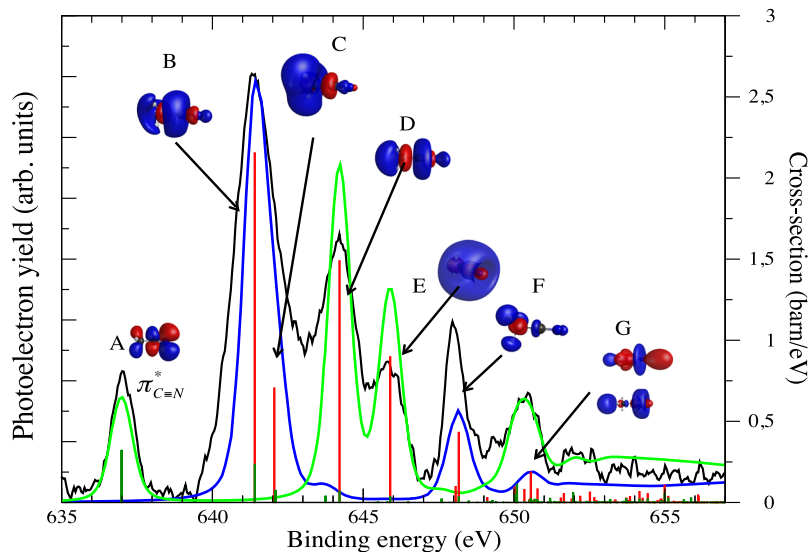 3
2,5
2
1,5
1
0,5
0
Cross-section (barn/eV)
Photoelectron yield (arb. units)
B
C
D
E
F
G
A
π*C≡N
635
640
645
650
655
Binding energy (eV)